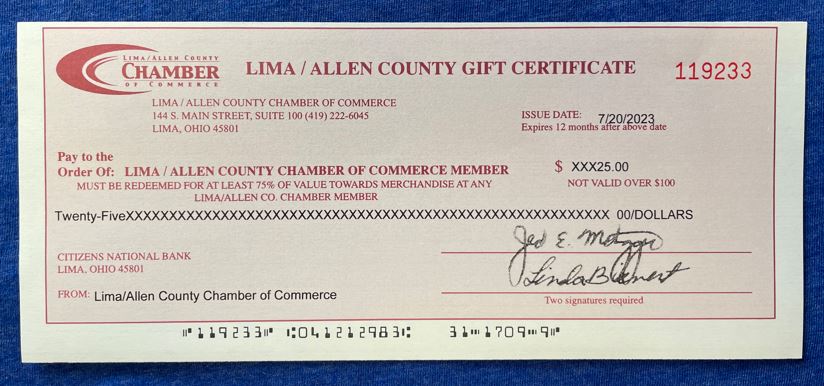 LIMA/ALLEN COUNTY
CHAMBER
OF COMMERCE
LIMA / ALLEN COUNTY GIFT CERTIFICATE
119233
LIMA / ALLEN COUNTY CHAMBER OF COMMERCE
144 S. MAIN STREET, SUITE 100 (419) 222-6045
LIMA, OHIO 45801
ISSUE DATE: 7/20/2023
Expires 12 months after above date
Pay to the
Order Of: LIMA / ALLEN COUNTY CHAMBER OF COMMERCE MEMBER
$ XXX25.00
MUST BE REDEEMED FOR AT LEAST 75% OF VALUE TOWARDS MERCHANDISE AT ANY
LIMA/ALLEN CO. CHAMBER MEMBER
NOT VALID OVER $100
Twenty-FiveXXXXXXXXXXXXXXXXXXXXXXXXXXXXXXXXXXXXXXXXXXXXXXXXXXXXXX 00/DOLLARS
Jed E. Metzger
CITIZENS NATIONAL BANK
LIMA, OHIO 45801
Linda B
FROM: Lima/Allen County Chamber of Commerce
Two signatures required
⑈119233⑈ ⑆041212983⑆ 31⑉1709⑉9⑈